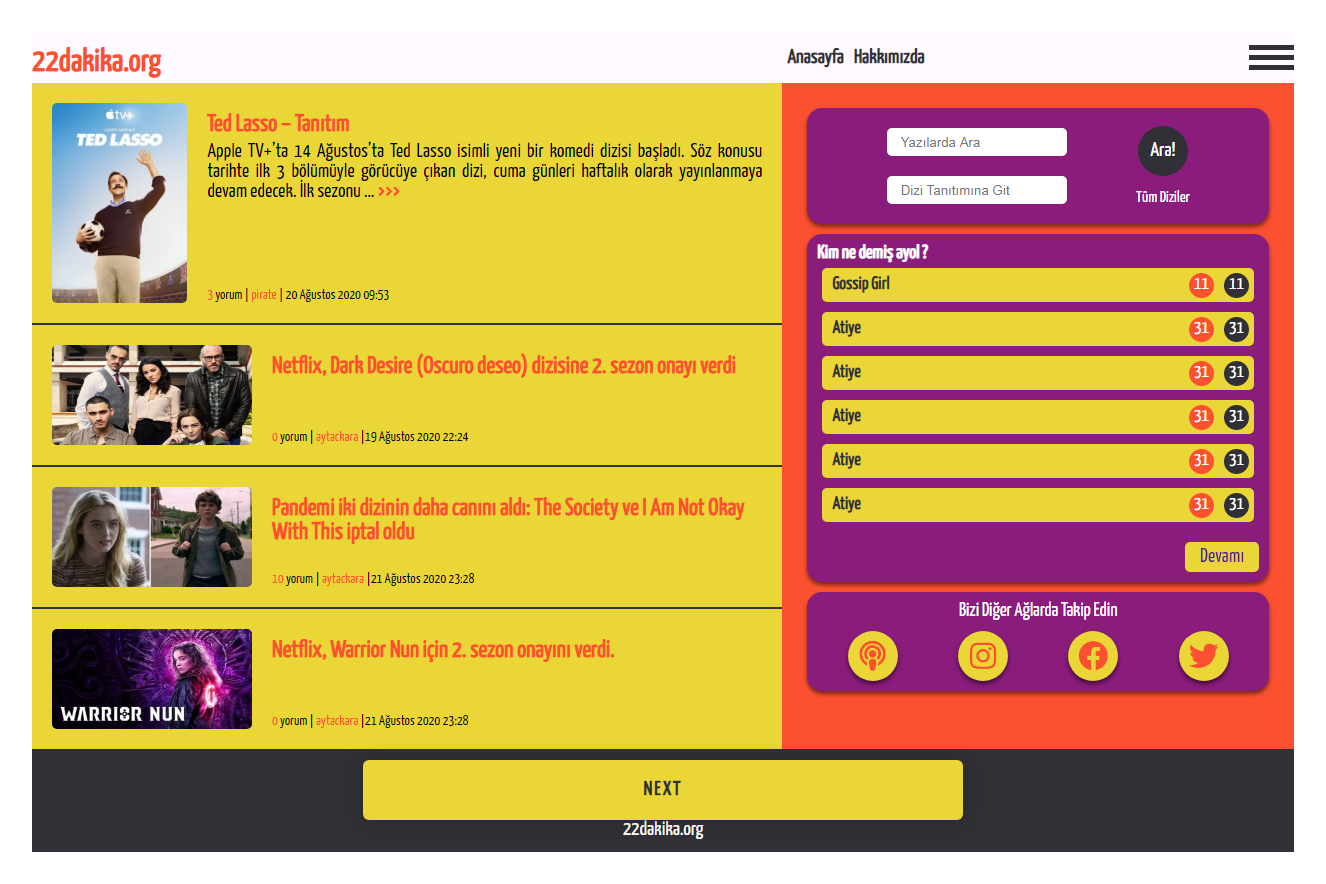 22dakika.org
Anasayfa Hakkımızda
tv+
TED LASSO
Ted Lasso – Tanıtım
Apple TV+’ta 14 Ağustos’ta Ted Lasso isimli yeni bir komedi dizisi başladı. Söz konusu
tarihte ilk 3 bölümüyle görücüye çıkan dizi, cuma günleri haftalık olarak yayınlanmaya
devam edecek. İlk sezonu ... >>>
3 yorum | pirate | 20 Ağustos 2020 09:53
Netflix, Dark Desire (Oscuro deseo) dizisine 2. sezon onayı verdi
0 yorum | aytackara |19 Ağustos 2020 22:24
Pandemi iki dizinin daha canını aldı: The Society ve I Am Not Okay
With This iptal oldu
10 yorum | aytackara |21 Ağustos 2020 23:28
WARRIOR NUN
Netflix, Warrior Nun için 2. sezon onayını verdi.
0 yorum | aytackara |21 Ağustos 2020 23:28
Yazılarda Ara
Ara!
Dizi Tanıtımına Git
Tüm Diziler
Kim ne demiş ayol ?
Gossip Girl 11 11
Atiye 31 31
Atiye 31 31
Atiye 31 31
Atiye 31 31
Atiye 31 31
Devamı
Bizi Diğer Ağlarda Takip Edin
NEXT
22dakika.org